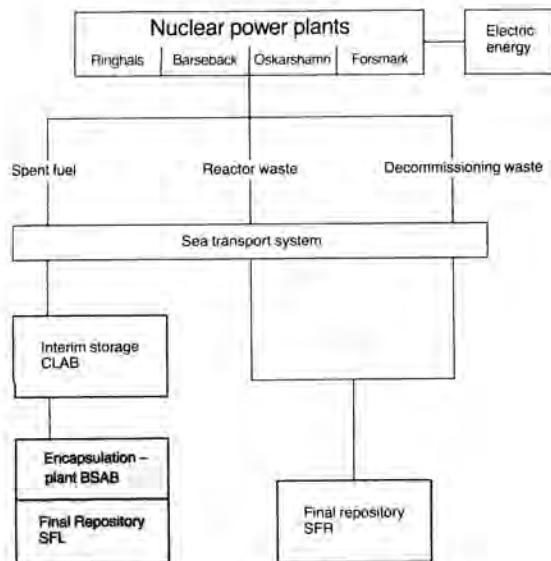 Nuclear power plants
Ringhals Barseback Oskarshamn Forsmark
Electric
energy
Spent fuel Reactor waste Decommissioning waste
Sea transport system
Interim storage
CLAB
Encapsulation –
plant BSAB
Final Repository
SFL
Final repository
SFR